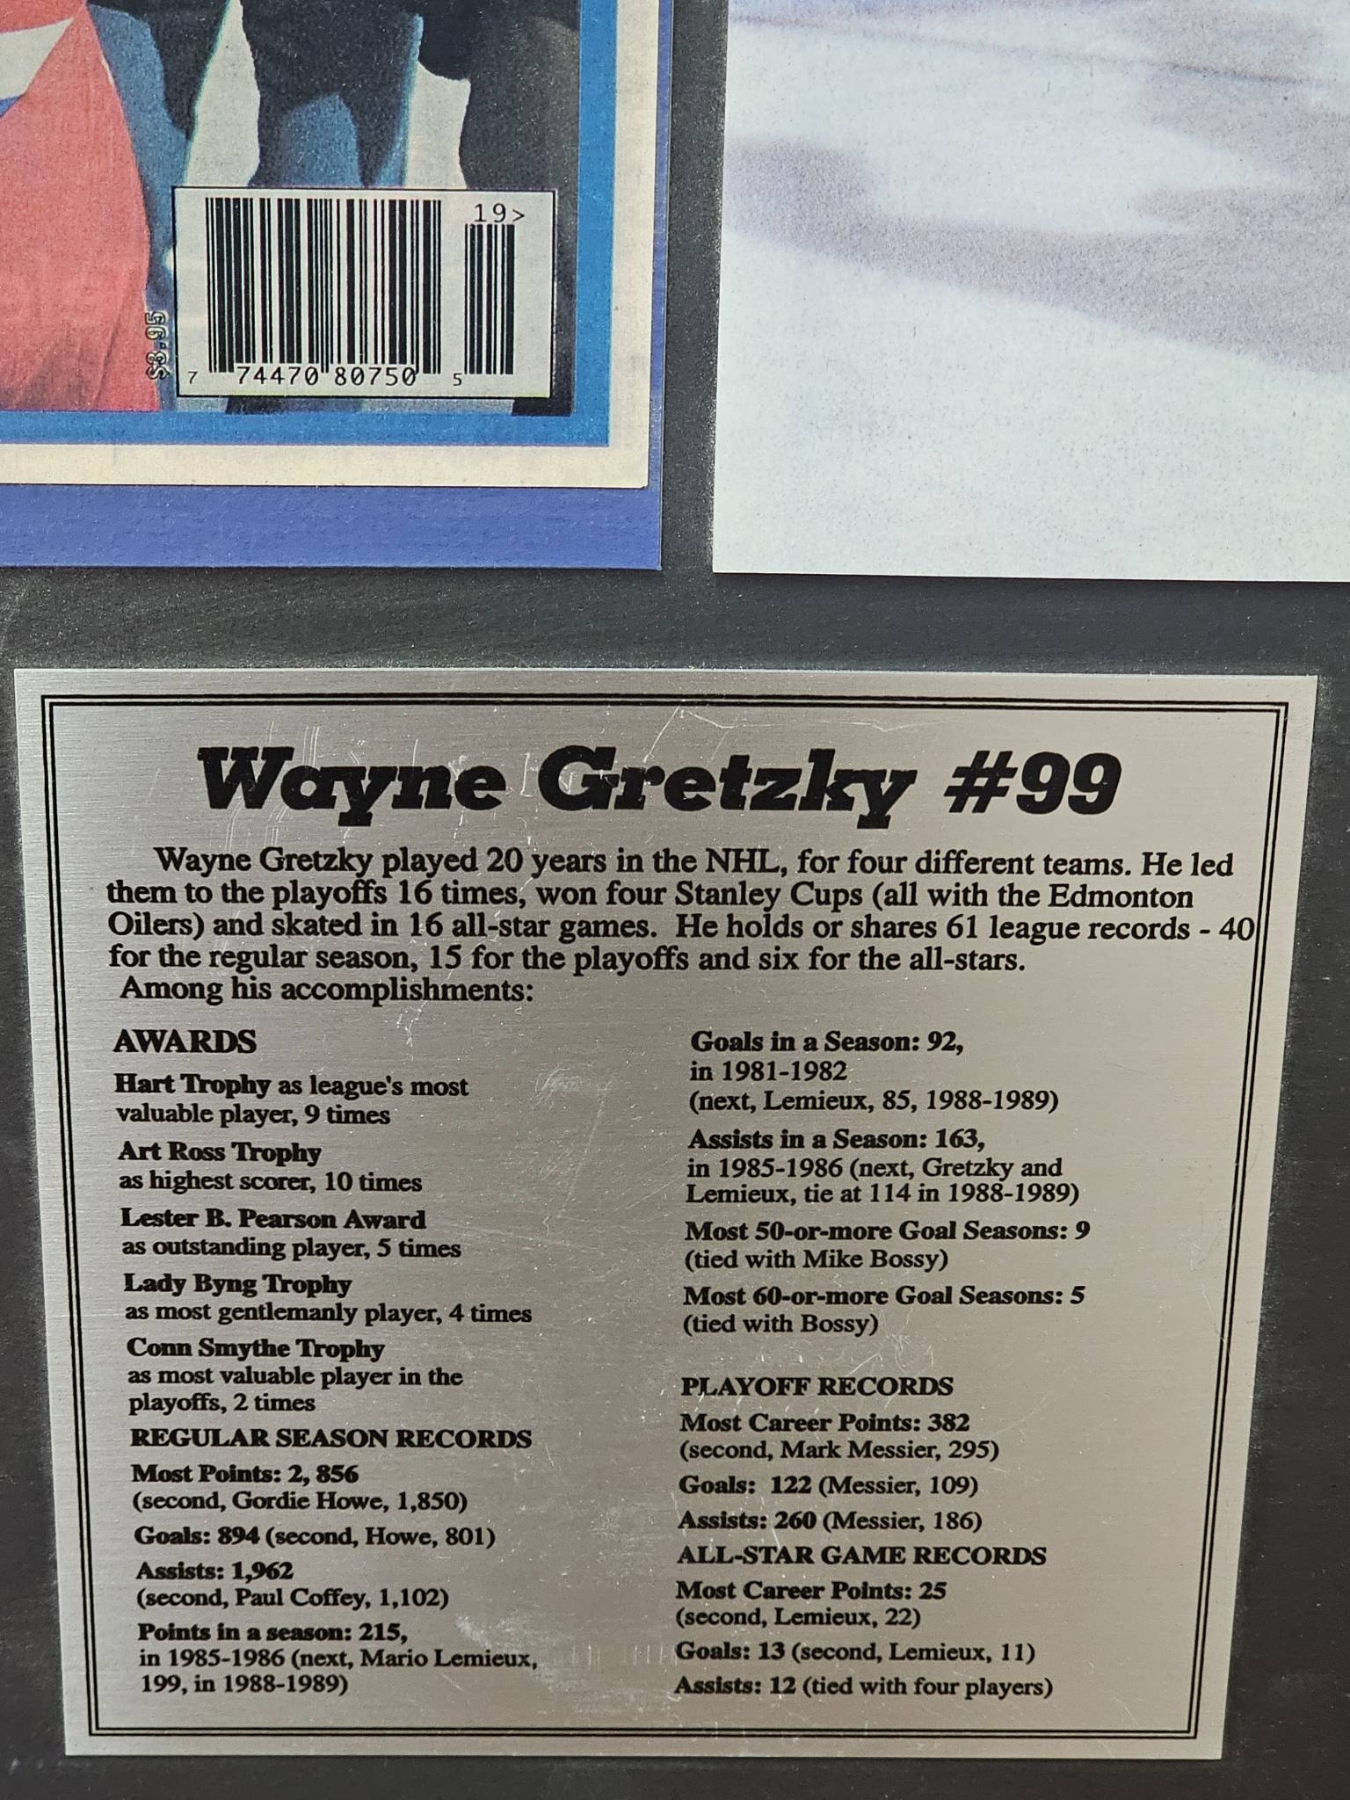 19>
$3.95
7 74470 80750 5
Wayne Gretzky #99
Wayne Gretzky played 20 years in the NHL, for four different teams. He led
them to the playoffs 16 times, won four Stanley Cups (all with the Edmonton
Oilers) and skated in 16 all-star games. He holds or shares 61 league records - 40
for the regular season, 15 for the playoffs and six for the all-stars.
Among his accomplishments:
AWARDS
Hart Trophy as league's most
valuable player, 9 times
Art Ross Trophy
as highest scorer, 10 times
Lester B. Pearson Award
as outstanding player, 5 times
Lady Byng Trophy
as most gentlemanly player, 4 times
Conn Smythe Trophy
as most valuable player in the
playoffs, 2 times
REGULAR SEASON RECORDS
Most Points: 2, 856
(second, Gordie Howe, 1,850)
Goals: 894 (second, Howe, 801)
Assists: 1,962
(second, Paul Coffey, 1,102)
Points in a season: 215,
in 1985-1986 (next, Mario Lemieux,
199, in 1988-1989)
Goals in a Season: 92,
in 1981-1982
(next, Lemieux, 85, 1988-1989)
Assists in a Season: 163,
in 1985-1986 (next, Gretzky and
Lemieux, tie at 114 in 1988-1989)
Most 50-or-more Goal Seasons: 9
(tied with Mike Bossy)
Most 60-or-more Goal Seasons: 5
(tied with Bossy)
PLAYOFF RECORDS
Most Career Points: 382
(second, Mark Messier, 295)
Goals: 122 (Messier, 109)
Assists: 260 (Messier, 186)
ALL-STAR GAME RECORDS
Most Career Points: 25
(second, Lemieux, 22)
Goals: 13 (second, Lemieux, 11)
Assists: 12 (tied with four players)